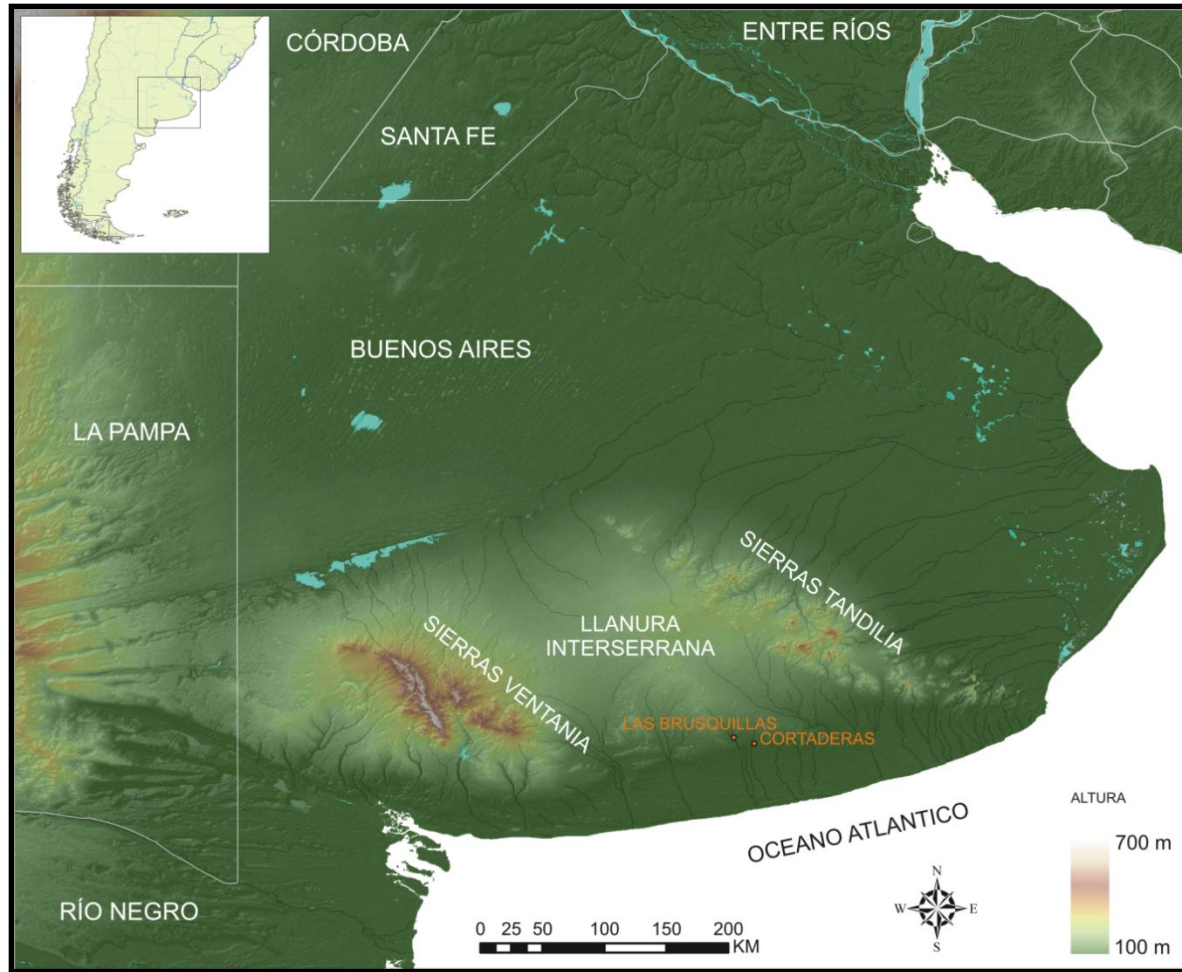 CÓRDOBA
ENTRE RÍOS
SANTA FE
BUENOS AIRES
LA PAMPA
SIERRAS TANDILIA
LLANURA
INTERSERRANA
SIERRAS VENTANIA
LAS BRUSQUILLAS
CORTADERAS
ALTURA
700 m
100 m
OCEANO ATLANTICO
RÍO NEGRO
N
W E
S
0 25 50 100 150 200
KM